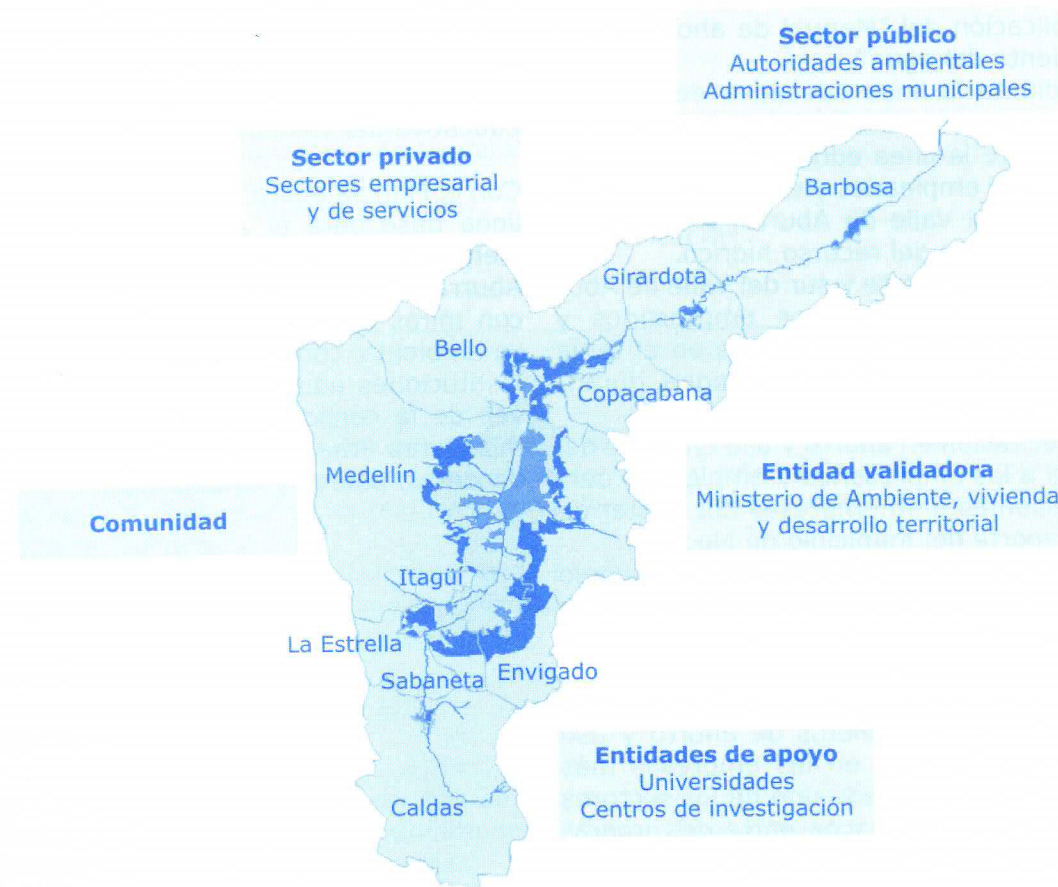 Sector público
Autoridades ambientales
Administraciones municipales
Sector privado
Sectores empresarial
y de servicios
Barbosa
Girardota
Bello
Copacabana
Medellín
Entidad validadora
Ministerio de Ambiente, vivienda
y desarrollo territorial
Comunidad
Itagüí
La Estrella
Sabaneta
Envigado
Entidades de apoyo
Universidades
Centros de investigación
Caldas